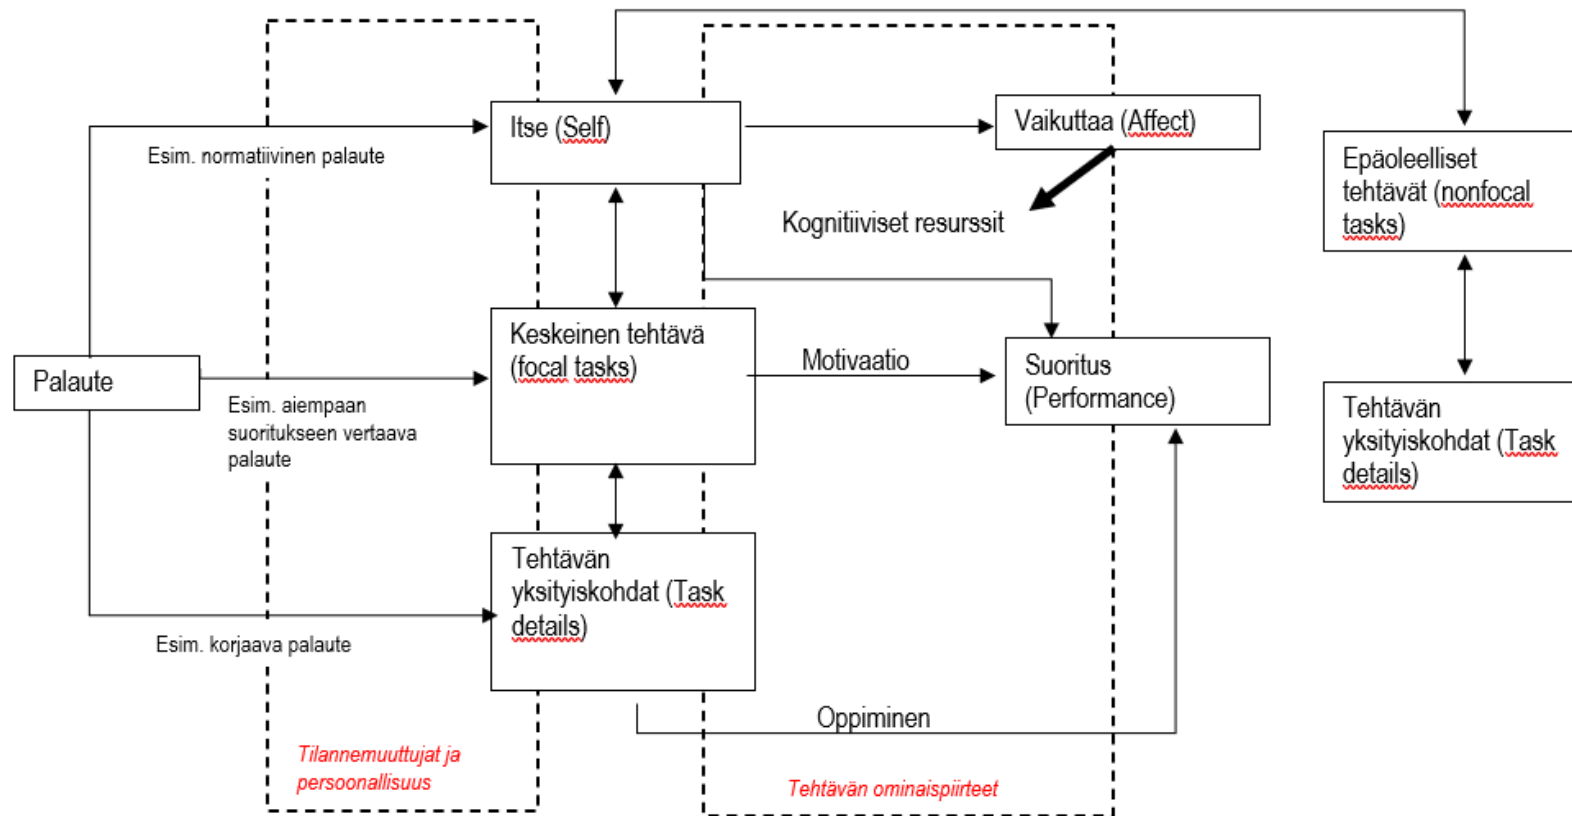 Itse (Self)
Vaikuttaa (Affect)
Esim. normatiivinen palaute
Epäoleelliset
tehtävät (nonfocal
tasks)
Kognitiiviset resurssit
Keskeinen tehtävä
(focal tasks)
Motivaatio
Suoritus
(Performance)
Palaute
Esim. aiempaan
suoritukseen vertaava
palaute
Tehtävän
yksityiskohdat (Task
details)
Tehtävän
yksityiskohdat (Task
details)
Esim. korjaava palaute
Oppiminen
Tilannemuuttujat ja
persoonallisuus
Tehtävän ominaispiirteet